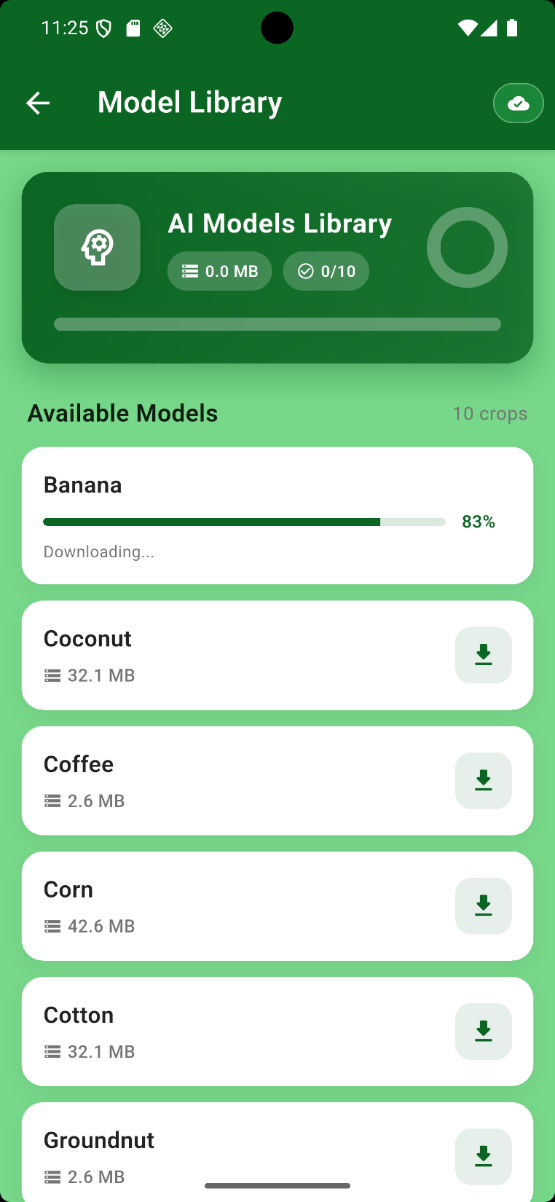 11:25
Model Library
AI Models Library
0.0 MB 0/10
Available Models 10 crops
Banana
83%
Downloading...
Coconut
32.1 MB
Coffee
2.6 MB
Corn
42.6 MB
Cotton
32.1 MB
Groundnut
2.6 MB